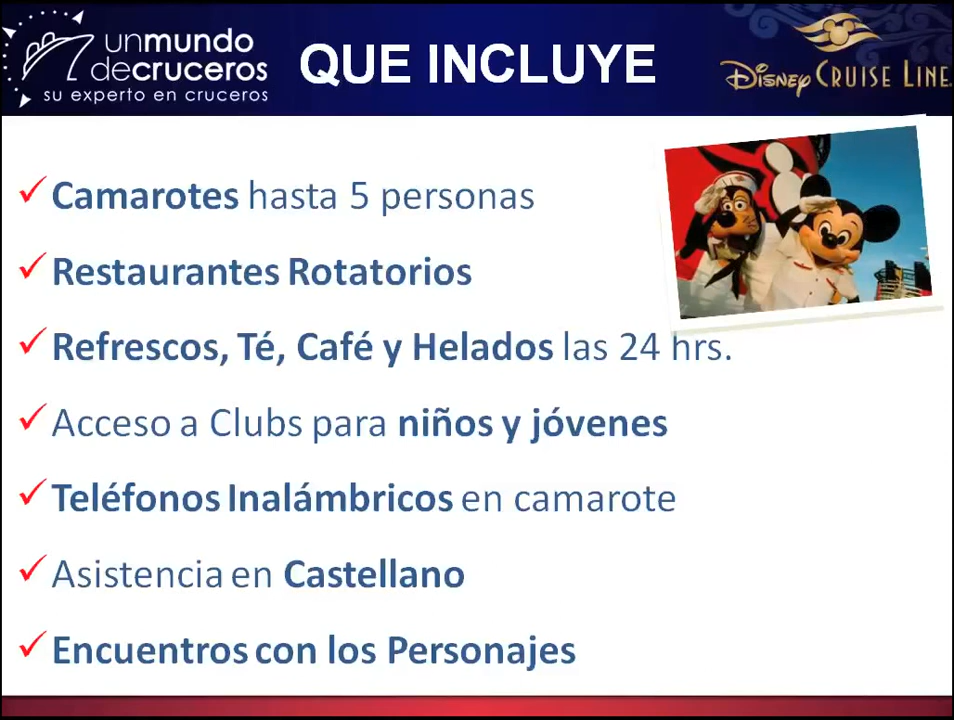 unmundo
decruceros
su experto en cruceros
QUE INCLUYE
DISNEY CRUISE LINE
Camarotes hasta 5 personas
Restaurantes Rotatorios
Refrescos, Té, Café y Helados las 24 hrs.
Acceso a Clubs para niños y jóvenes
Teléfonos Inalámbricos en camarote
Asistencia en Castellano
Encuentros con los Personajes